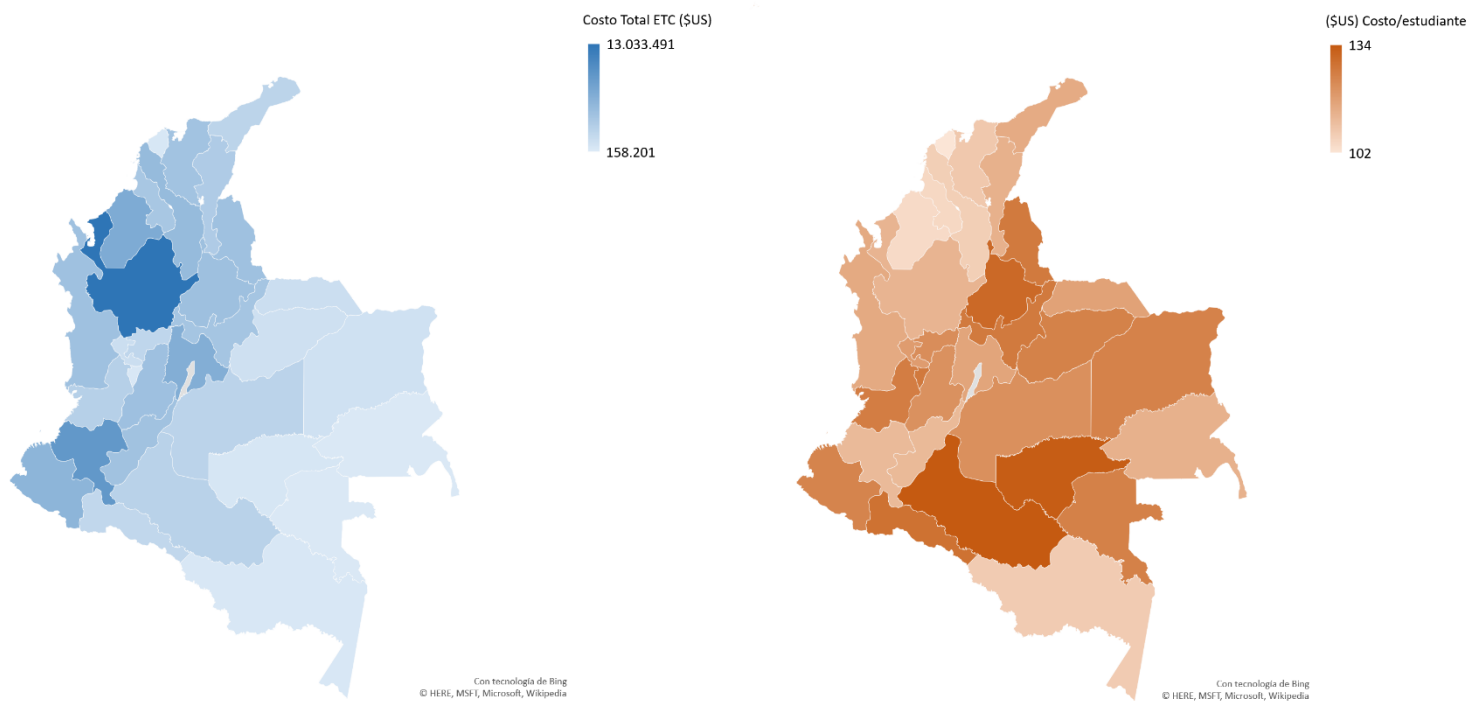 Costo Total ETC ($US)
13.033.491
158.201
Con tecnología de Bing
© HERE, MSFT, Microsoft, Wikipedia
($US) Costo/estudiante
134
102
Con tecnología de Bing
© HERE, MSFT, Microsoft, Wikipedia